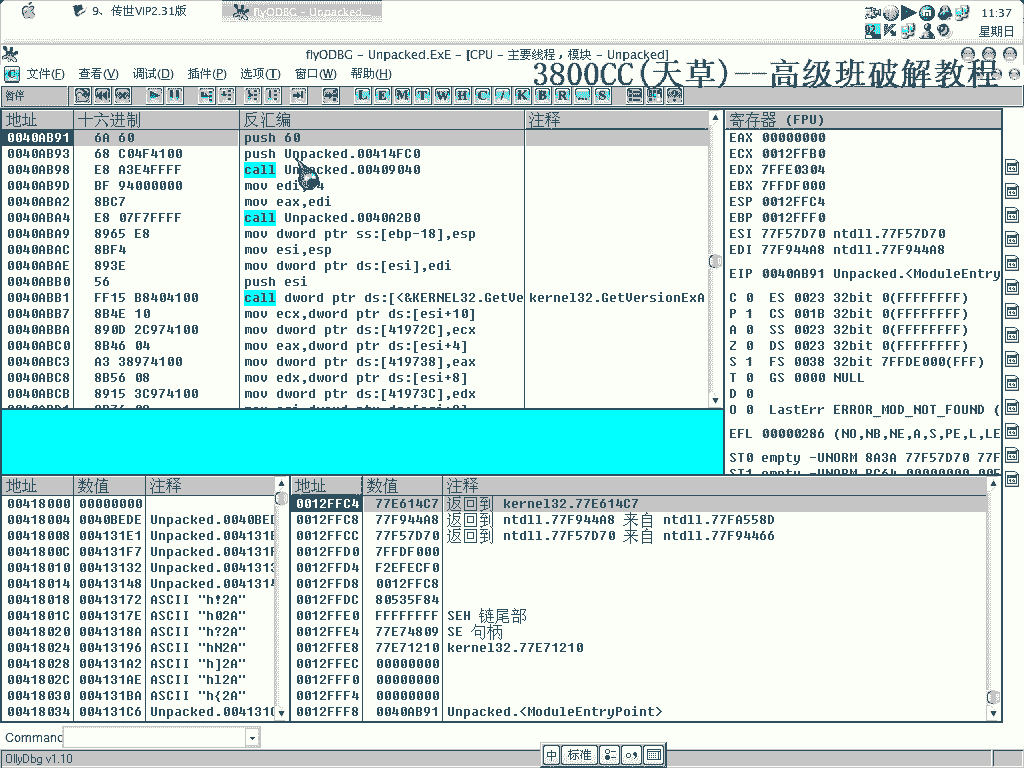 9、传世VIP2.31版
flyODBG - Unpacked...
11:37
星期日
flyODBG - Unpacked.ExE - [CPU - 主要线程，模块 - Unpacked]
文件(F) 查看(V) 调试(D) 插件(P) 选项(T) 窗口(W) 帮助(H)
3800CC(天草)--高级班破解教程
暂停
L E M T W H C / K B R ... S
地址 十六进制 反汇编 注释
0040AB91 6A 60 push 60
0040AB93 68 C04F4100 push Unpacked.00414FC0
0040AB98 E8 A3E4FFFF call Unpacked.00409040
0040AB9D BF 94000000 mov edi,94
0040ABA2 8BC7 mov eax,edi
0040ABA4 E8 07F7FFFF call Unpacked.0040A2B0
0040ABA9 8965 E8 mov dword ptr ss:[ebp-18],esp
0040ABAC 8BF4 mov esi,esp
0040ABAE 893E mov dword ptr ds:[esi],edi
0040ABB0 56 push esi
0040ABB1 FF15 B8404100 call dword ptr ds:[<&KERNEL32.GetVe kernel32.GetVersionExA
0040ABB7 8B4E 10 mov ecx,dword ptr ds:[esi+10]
0040ABBA 890D 2C974100 mov dword ptr ds:[41972C],ecx
0040ABC0 8B46 04 mov eax,dword ptr ds:[esi+4]
0040ABC3 A3 38974100 mov dword ptr ds:[419738],eax
0040ABC8 8B56 08 mov edx,dword ptr ds:[esi+8]
0040ABCB 8915 3C974100 mov dword ptr ds:[41973C],edx
寄存器 (FPU)
EAX 00000000
ECX 0012FFB0
EDX 7FFE0304
EBX 7FFDF000
ESP 0012FFC4
EBP 0012FFF0
ESI 77F57D70 ntdll.77F57D70
EDI 77F944A8 ntdll.77F944A8
EIP 0040AB91 Unpacked.<ModuleEntry
C 0 ES 0023 32bit 0(FFFFFFFF)
P 1 CS 001B 32bit 0(FFFFFFFF)
A 0 SS 0023 32bit 0(FFFFFFFF)
Z 0 DS 0023 32bit 0(FFFFFFFF)
S 1 FS 0038 32bit 7FFDE000(FFF)
T 0 GS 0000 NULL
D 0
O 0 LastErr ERROR_MOD_NOT_FOUND (
EFL 00000286 (NO,NB,NE,A,S,PE,L,LE
ST0 empty -UNORM 8A3A 77F57D70 77F
地址 数值 注释
00418000 00000000
00418004 0040BEDE Unpacked.0040BED
00418008 004131E1 Unpacked.004131E
0041800C 004131F7 Unpacked.004131F
00418010 00413132 Unpacked.0041313
00418014 00413148 Unpacked.0041314
00418018 00413172 ASCII "h!2A"
0041801C 0041317E ASCII "h02A"
00418020 0041318A ASCII "h?2A"
00418024 00413196 ASCII "hN2A"
00418028 004131A2 ASCII "h]2A"
0041802C 004131AE ASCII "hl2A"
00418030 004131BA ASCII "h{2A"
00418034 004131C6 Unpacked.004131C
地址 数值 注释
0012FFC4 77E614C7 返回到 kernel32.77E614C7
0012FFC8 77F944A8 返回到 ntdll.77F944A8 来自 ntdll.77FA558D
0012FFCC 77F57D70 返回到 ntdll.77F57D70 来自 ntdll.77F94466
0012FFD0 7FFDF000
0012FFD4 F2EFECF0
0012FFD8 0012FFC8
0012FFDC 80535F84
0012FFE0 FFFFFFFF SEH 链尾部
0012FFE4 77E74809 SE 句柄
0012FFE8 77E71210 kernel32.77E71210
0012FFEC 00000000
0012FFF0 00000000
0012FFF4 00000000
0012FFF8 0040AB91 Unpacked.<ModuleEntryPoint>
Command
OllyDbg v1.10
中 标准